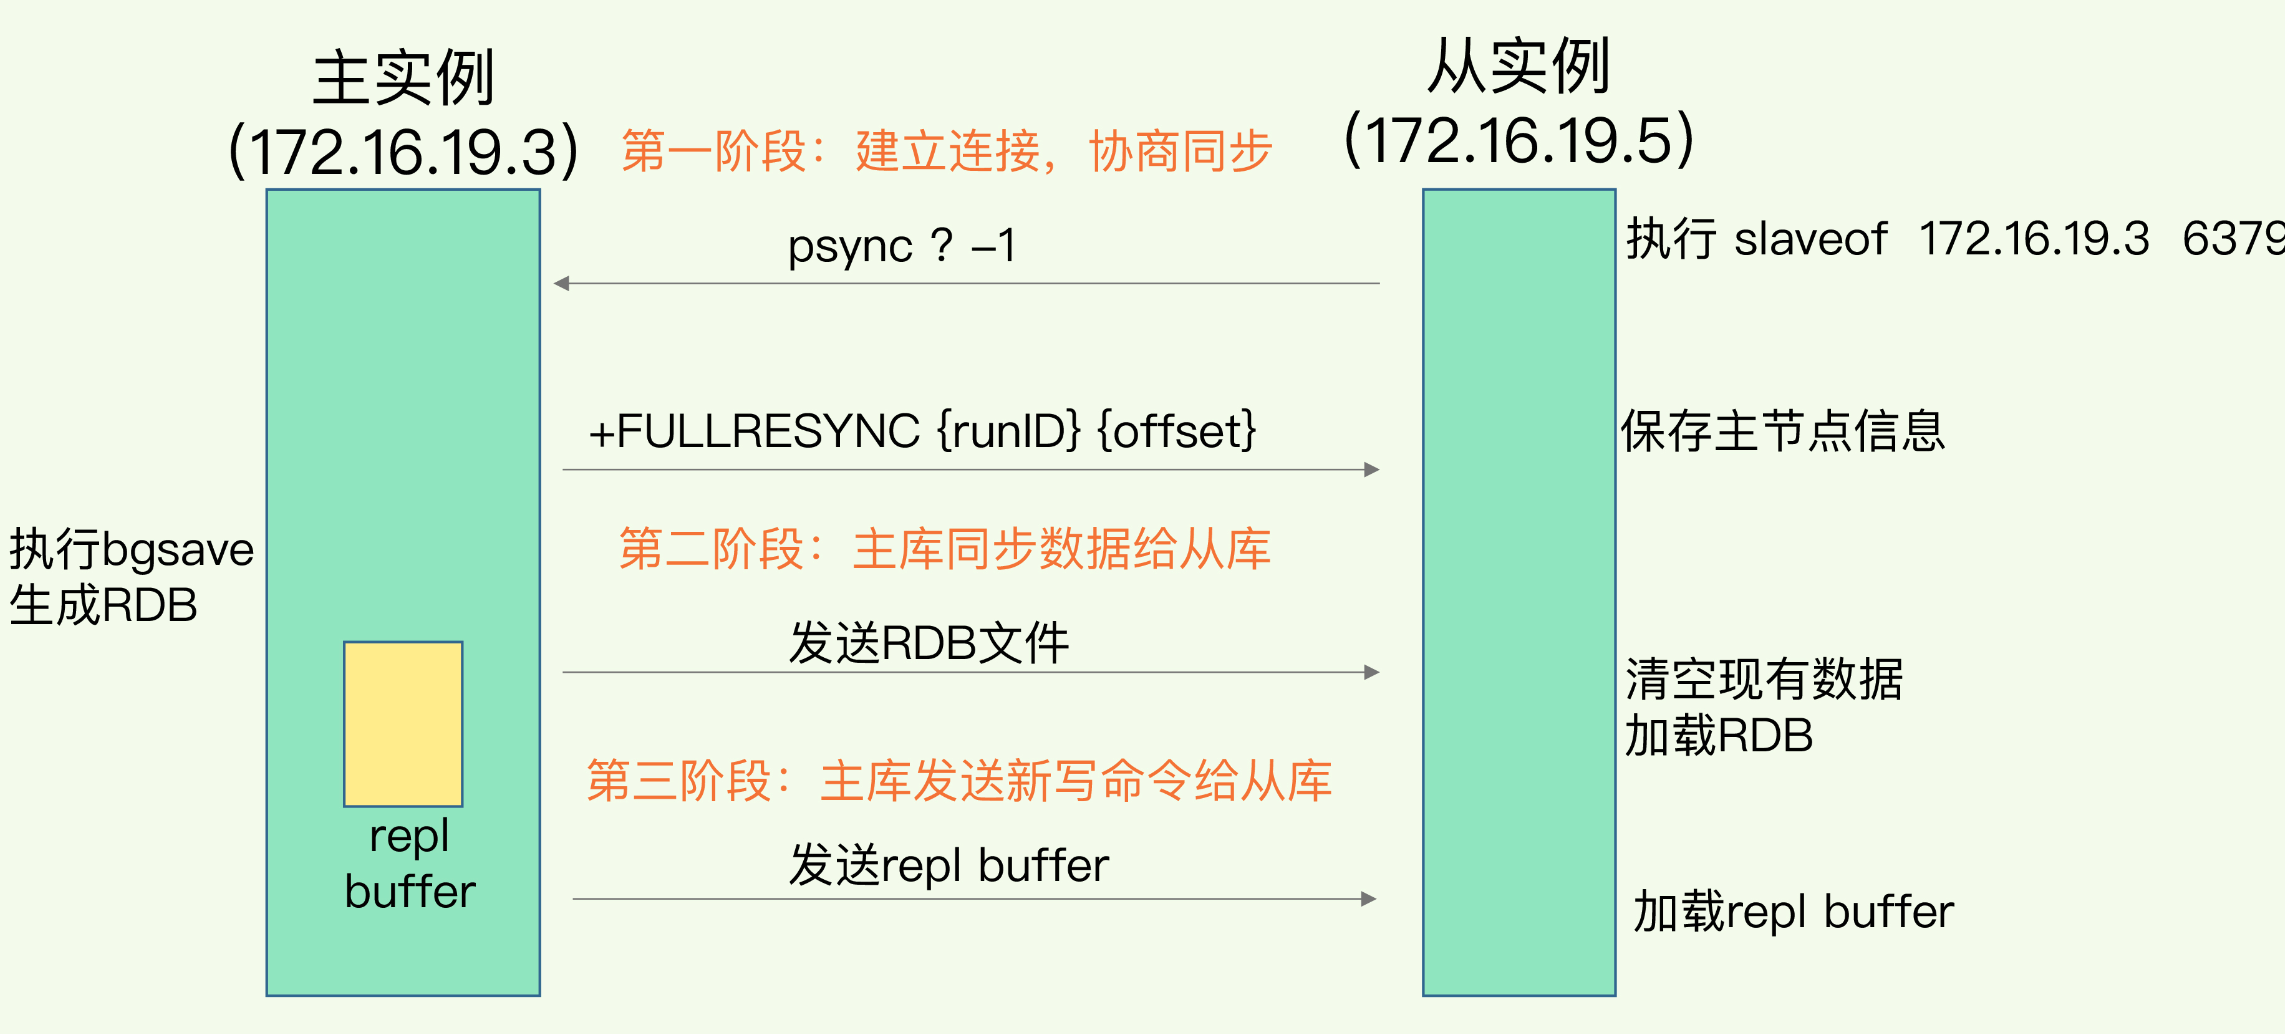 主实例
(172.16.19.3)
从实例
(172.16.19.5)
第一阶段：建立连接，协商同步
psync ? -1
执行 slaveof 172.16.19.3 6379
+FULLRESYNC {runID} {offset}
保存主节点信息
第二阶段：主库同步数据给从库
执行bgsave
生成RDB
发送RDB文件
清空现有数据
加载RDB
第三阶段：主库发送新写命令给从库
repl
buffer
发送repl buffer
加载repl buffer